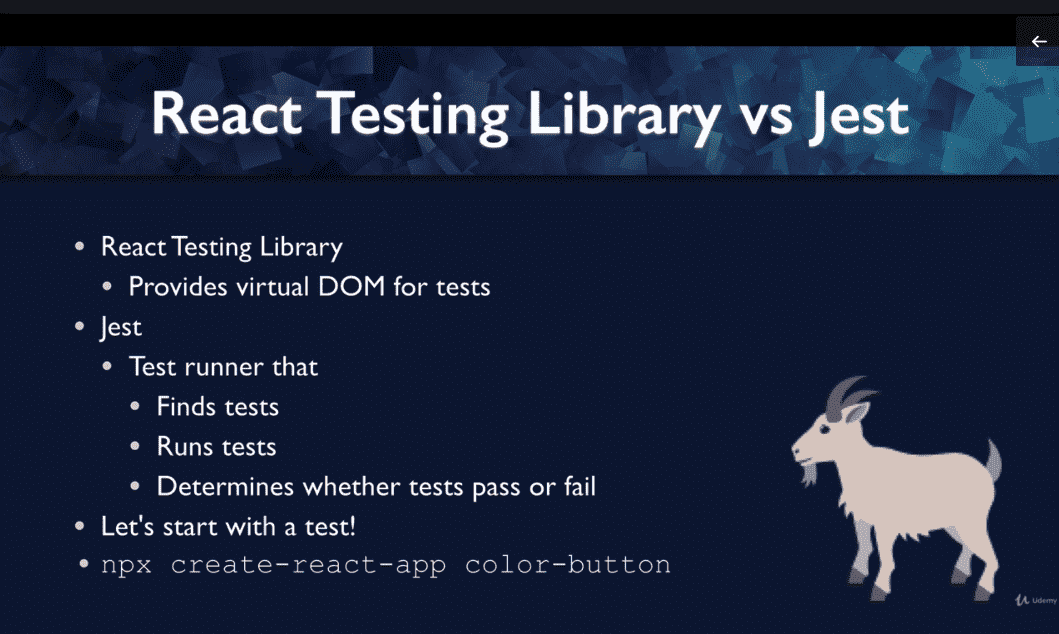 React Testing Library vs Jest
React Testing Library
Provides virtual DOM for tests
Jest
Test runner that
Finds tests
Runs tests
Determines whether tests pass or fail
Let's start with a test!
npx create-react-app color-button
Udemy